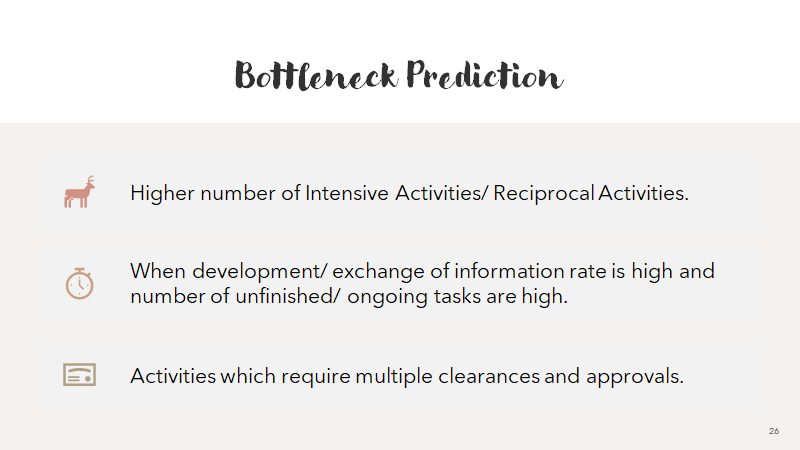 Bottleneck Prediction
Higher number of Intensive Activities/ Reciprocal Activities.
When development/ exchange of information rate is high and
number of unfinished/ ongoing tasks are high.
Activities which require multiple clearances and approvals.
26